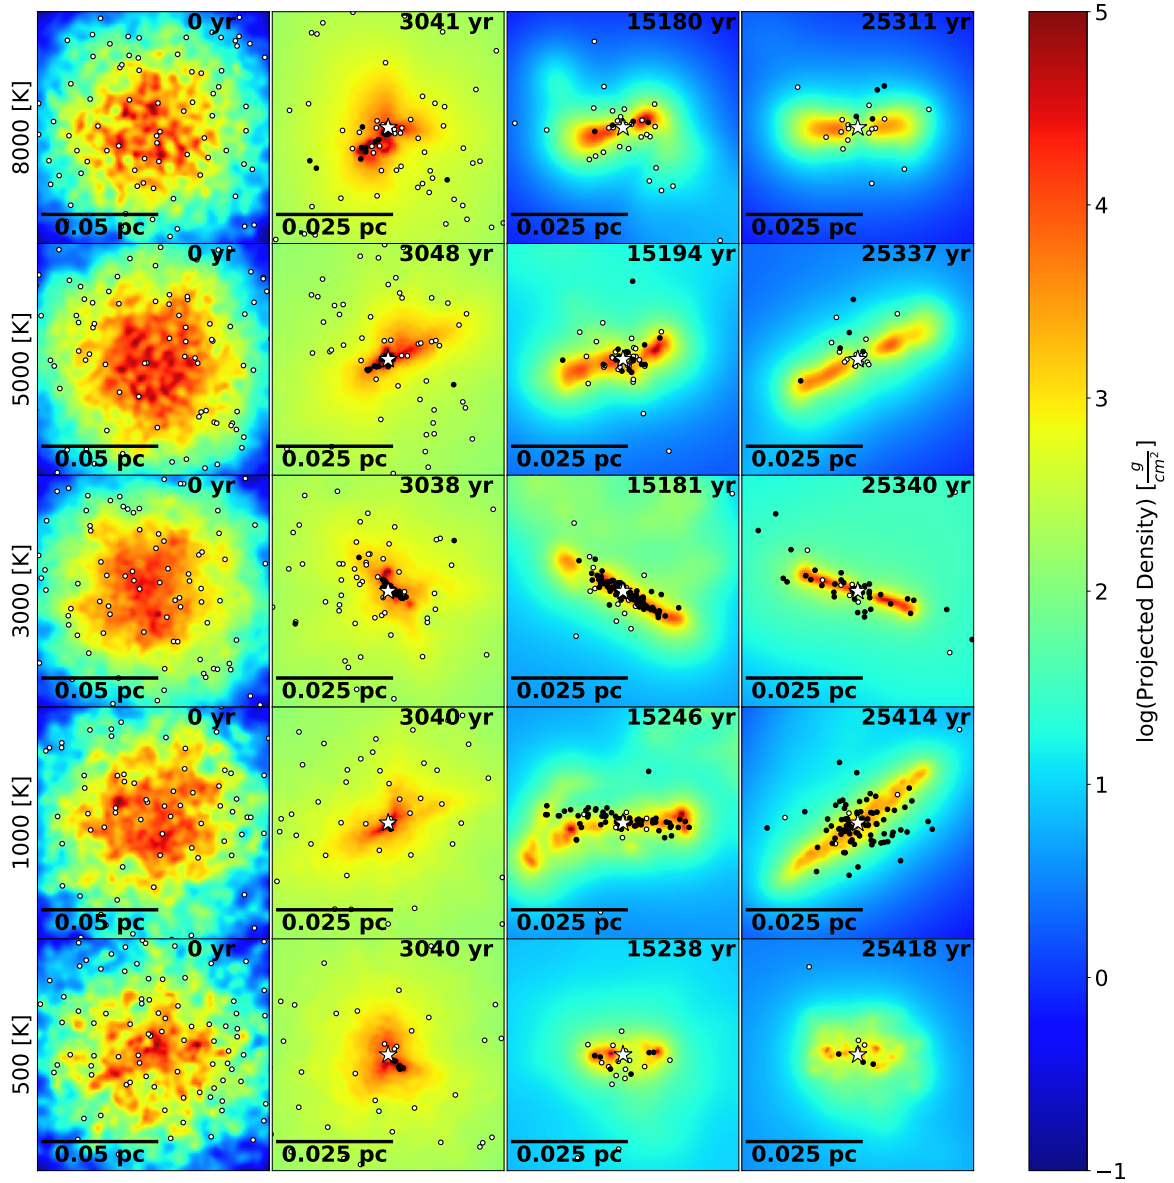 8000 [K]
0 yr
3041 yr
15180 yr
25311 yr
0.05 pc
0.025 pc
0.025 pc
0.025 pc
5000 [K]
0 yr
3048 yr
15194 yr
25337 yr
0.05 pc
0.025 pc
0.025 pc
0.025 pc
3000 [K]
0 yr
3038 yr
15181 yr
25340 yr
0.05 pc
0.025 pc
0.025 pc
0.025 pc
1000 [K]
0 yr
3040 yr
15246 yr
25414 yr
0.05 pc
0.025 pc
0.025 pc
0.025 pc
500 [K]
0 yr
3040 yr
15238 yr
25418 yr
0.05 pc
0.025 pc
0.025 pc
0.025 pc
5
4
3
2
1
0
−1
log(Projected Density) [g/cm²]